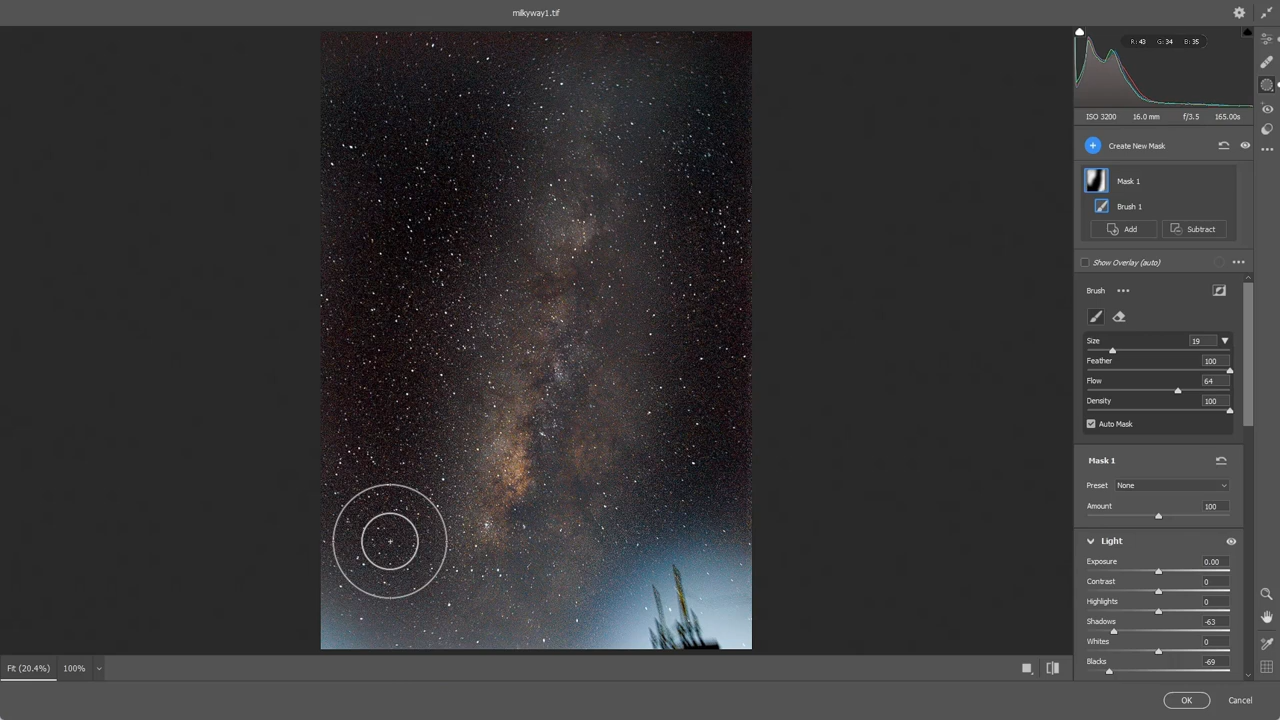 milkyway1.tif
R: 43 G: 34 B: 35
ISO 3200 16.0 mm f/3.5 165.00s
Create New Mask
Mask 1
Brush 1
Add Subtract
Show Overlay (auto)
Brush
Size 19
Feather 100
Flow 64
Density 100
Auto Mask
Mask 1
Preset None
Amount 100
Light
Exposure 0.00
Contrast 0
Highlights 0
Shadows -63
Whites 0
Blacks -69
Fit (20.4%) 100%
OK Cancel